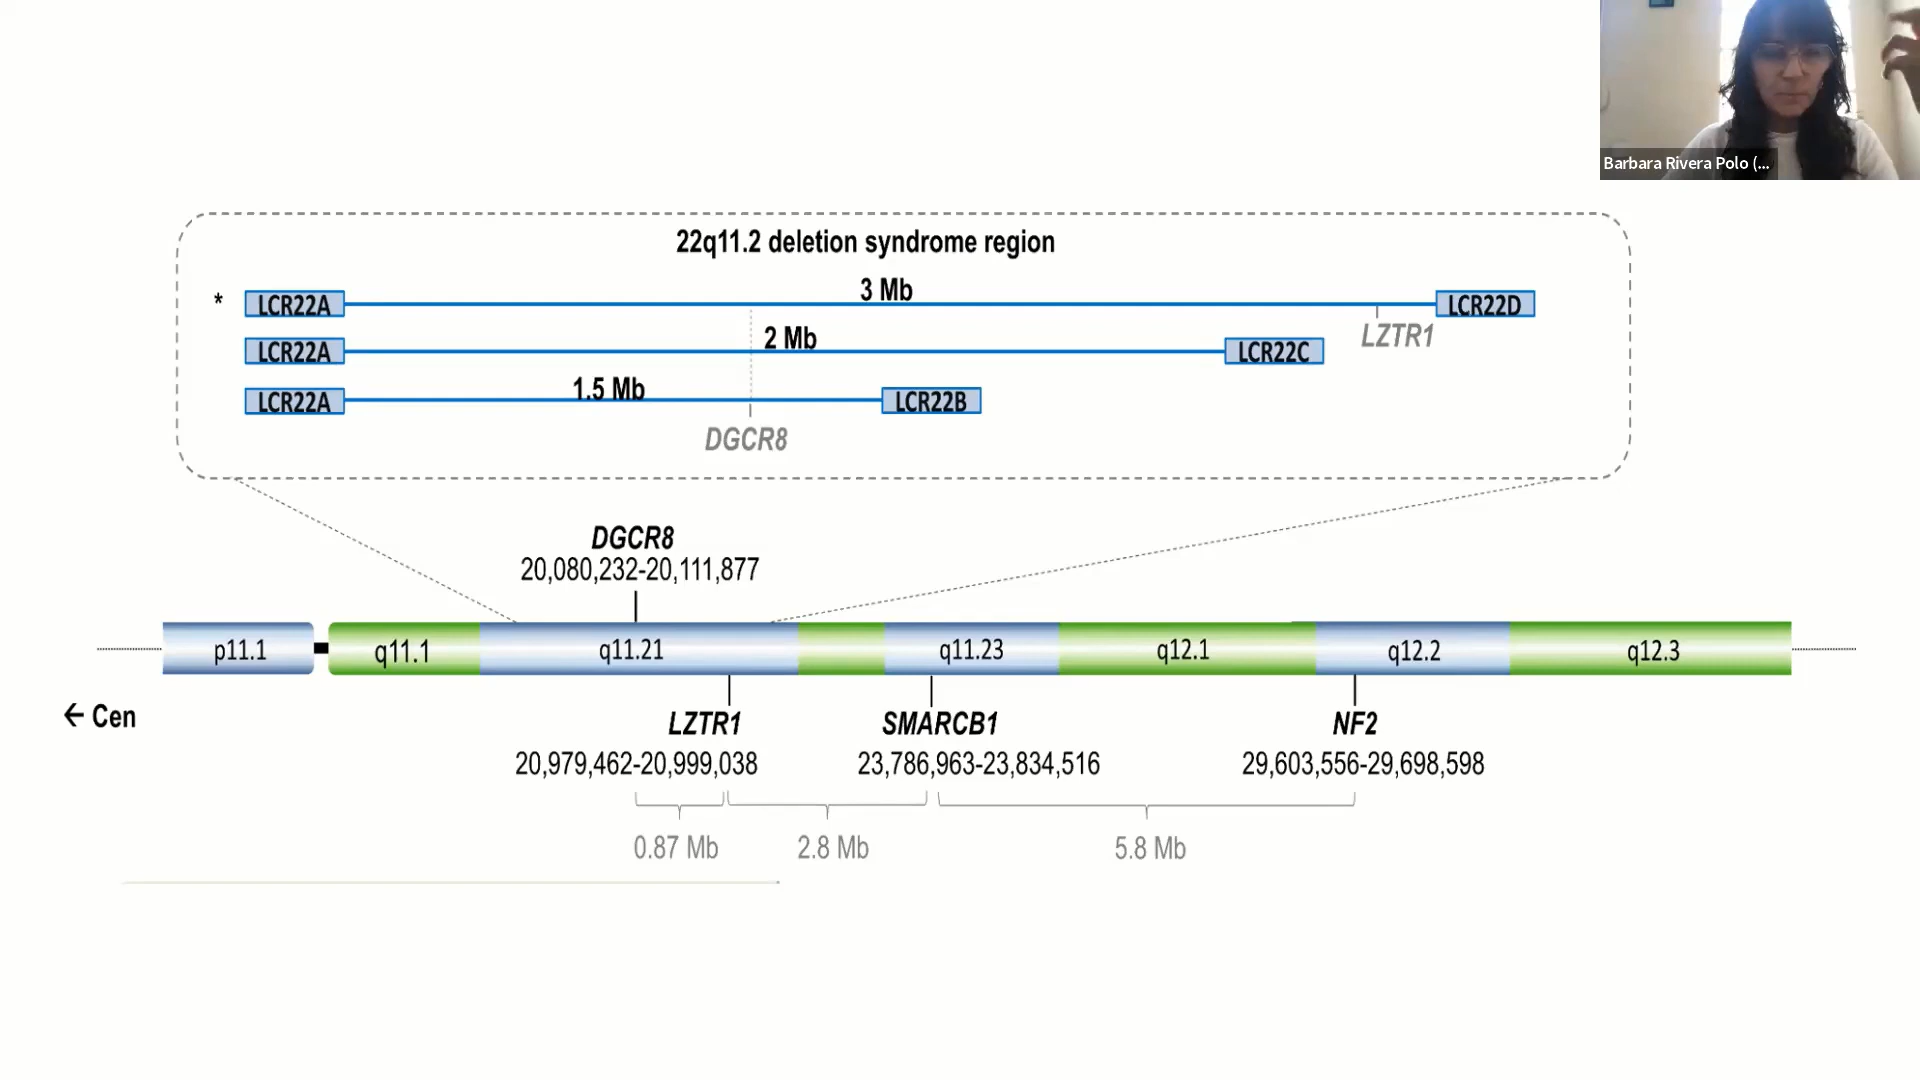 Barbara Rivera Polo (...
22q11.2 deletion syndrome region
3 Mb
* LCR22A LCR22D
LZTR1
2 Mb
LCR22A LCR22C
1.5 Mb
LCR22A LCR22B
DGCR8
DGCR8
20,080,232-20,111,877
p11.1 q11.1 q11.21 q11.23 q12.1 q12.2 q12.3
← Cen
LZTR1 SMARCB1 NF2
20,979,462-20,999,038 23,786,963-23,834,516 29,603,556-29,698,598
0.87 Mb 2.8 Mb 5.8 Mb